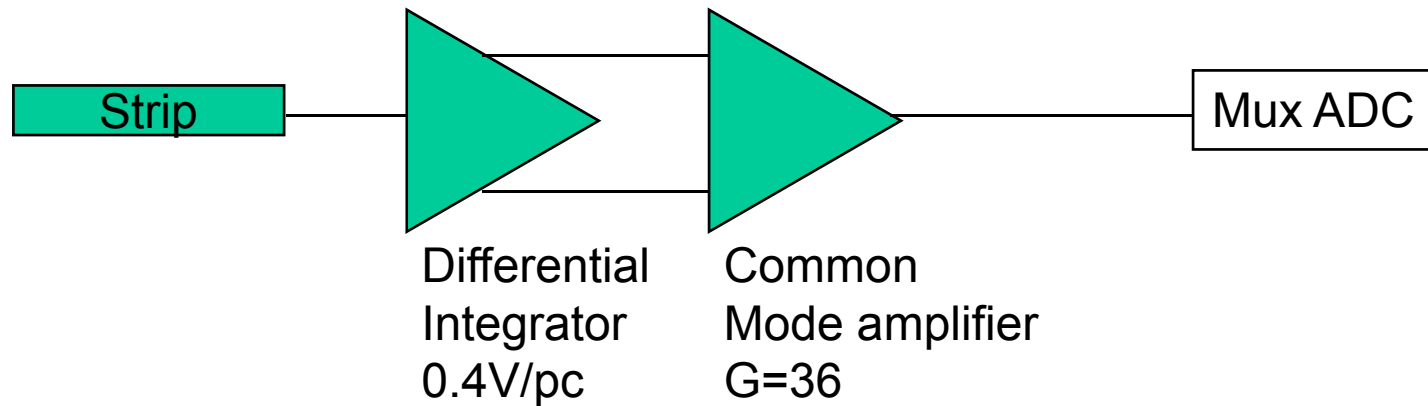 Strip
Mux ADC
Differential
Integrator
0.4V/pc
Common
Mode amplifier
G=36